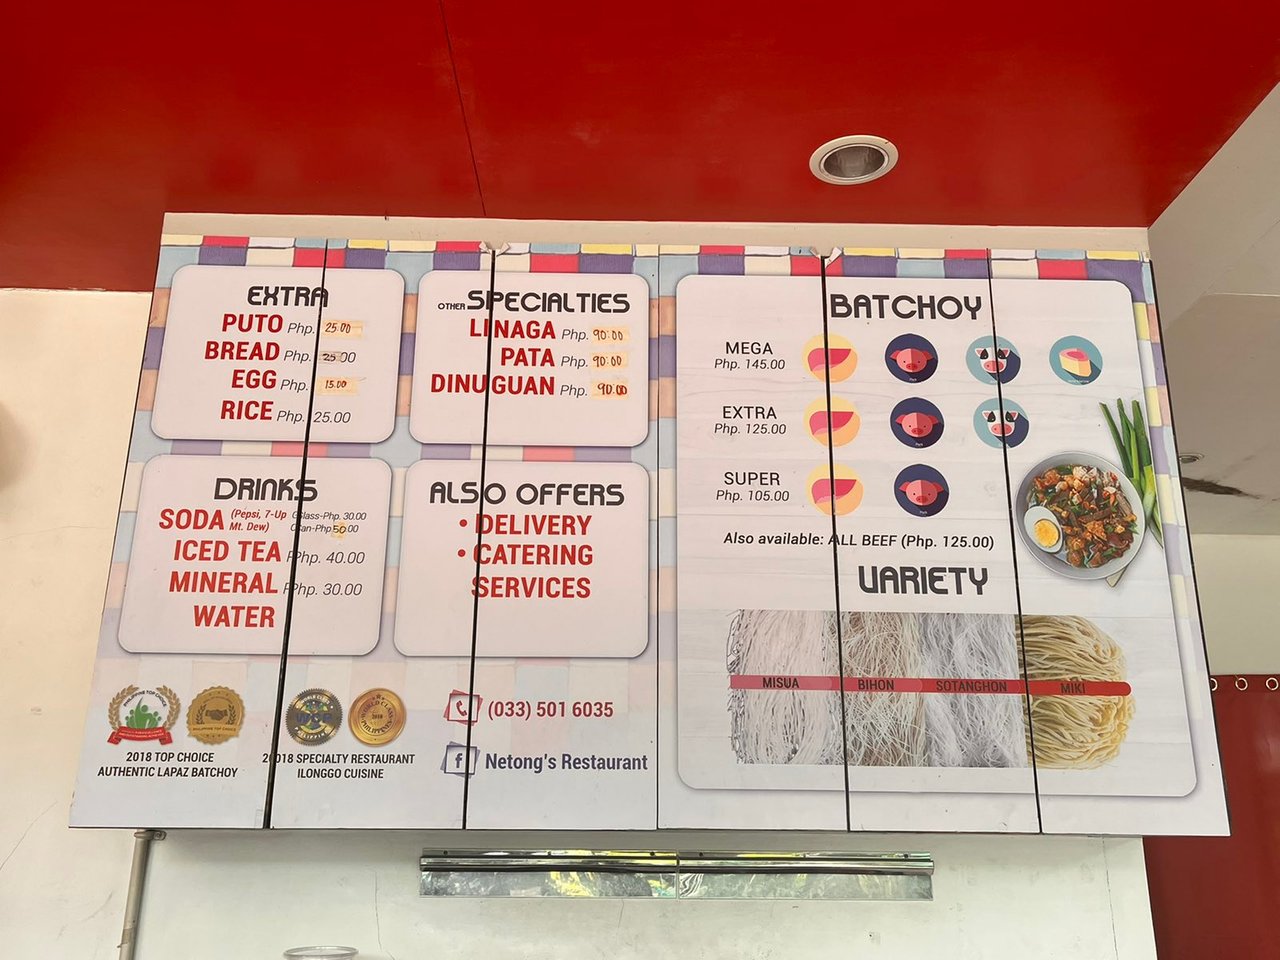 EXTRA
PUTO Php. 25.00
BREAD Php. 25.00
EGG Php. 15.00
RICE Php. 25.00
OTHER SPECIALTIES
LINAGA Php. 90.00
PATA Php. 90.00
DINUGUAN Php. 90.00
DRINKS
SODA (Pepsi, 7-Up Glass-Php. 30.00
Mt. Dew) Can-Php 50.00
ICED TEA Php. 40.00
MINERAL Php. 30.00
WATER
ALSO OFFERS
• DELIVERY
• CATERING
SERVICES
2018 TOP CHOICE
AUTHENTIC LAPAZ BATCHOY
2018 SPECIALTY RESTAURANT
ILONGGO CUISINE
(033) 501 6035
f Netong's Restaurant
BATCHOY
MEGA
Php. 145.00
EXTRA
Php. 125.00
SUPER
Php. 105.00
Also available: ALL BEEF (Php. 125.00)
VARIETY
MISUA BIHON SOTANGHON MIKI